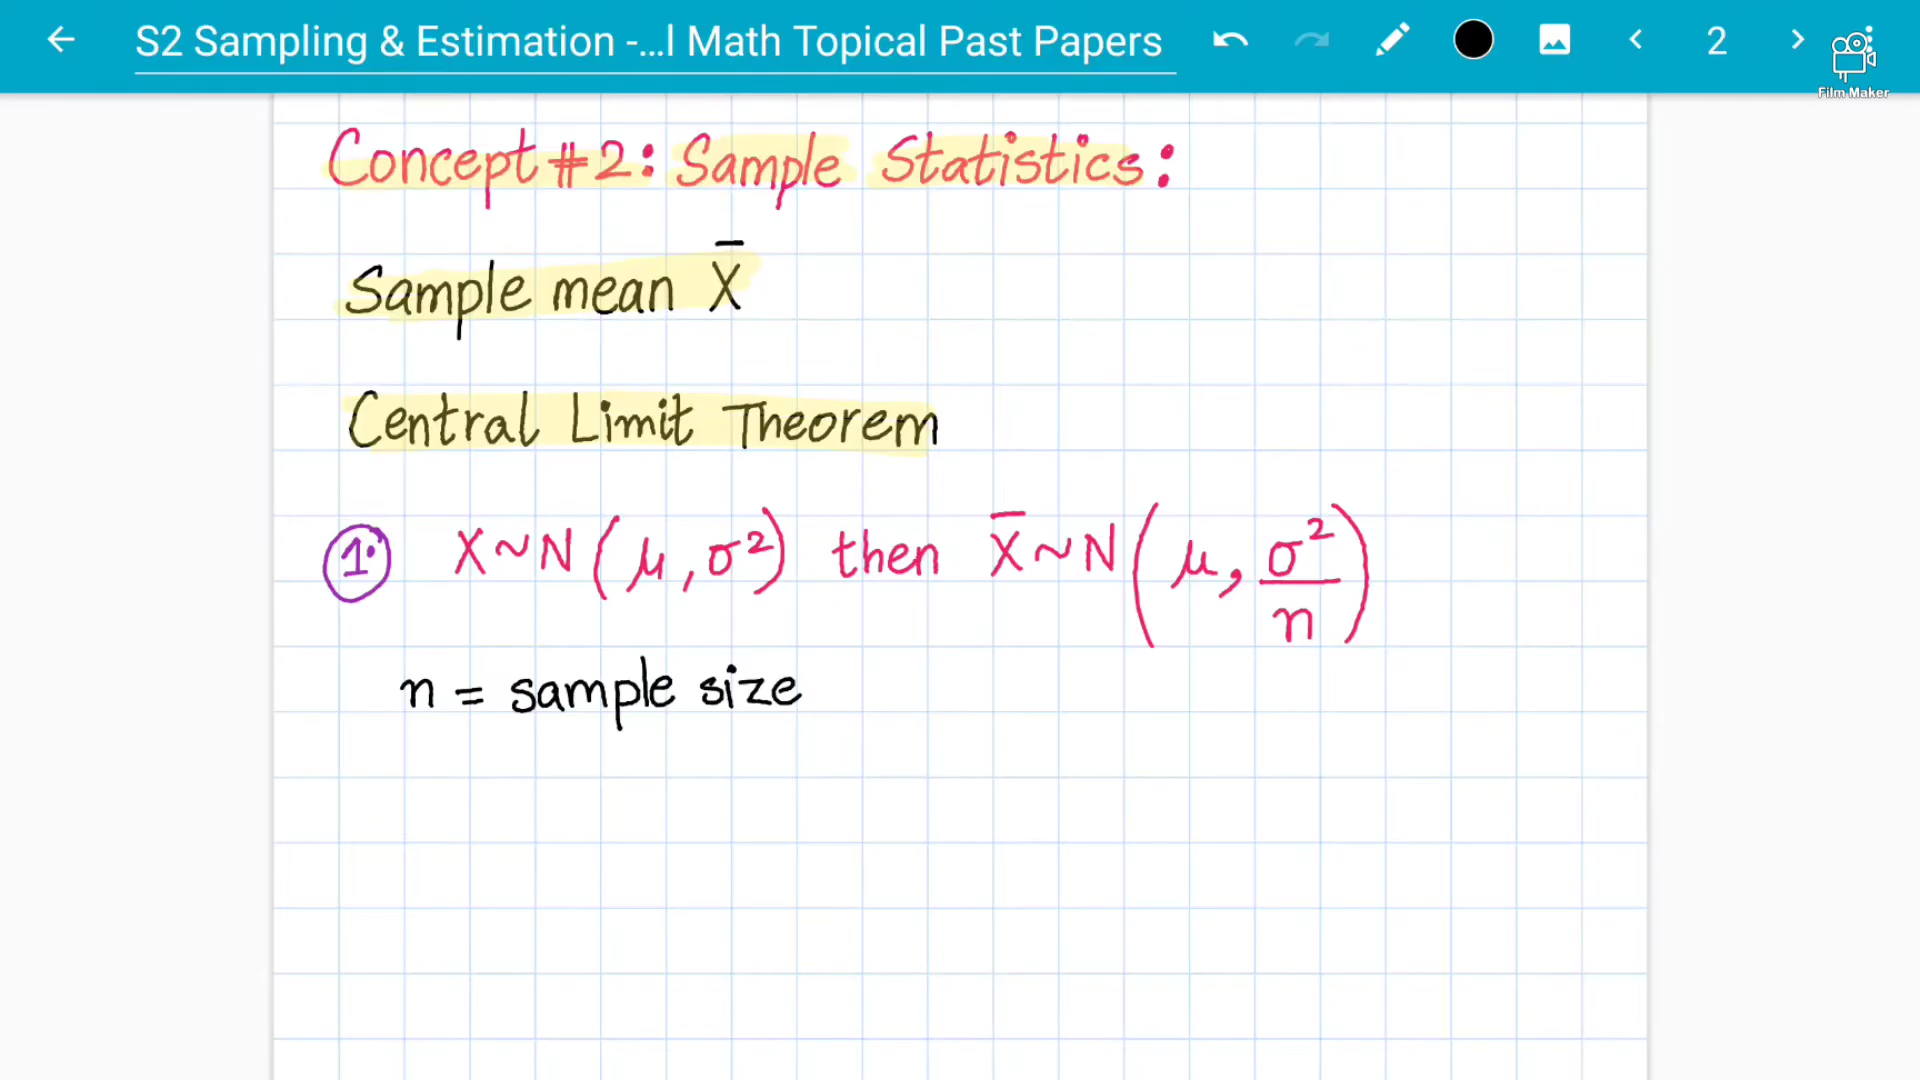 S2 Sampling & Estimation -...l Math Topical Past Papers 2
Film Maker
Concept #2: Sample Statistics:
Sample mean X̄
Central Limit Theorem
1. X~N(μ,σ²) then X̄~N(μ, σ²/n)
n = sample size